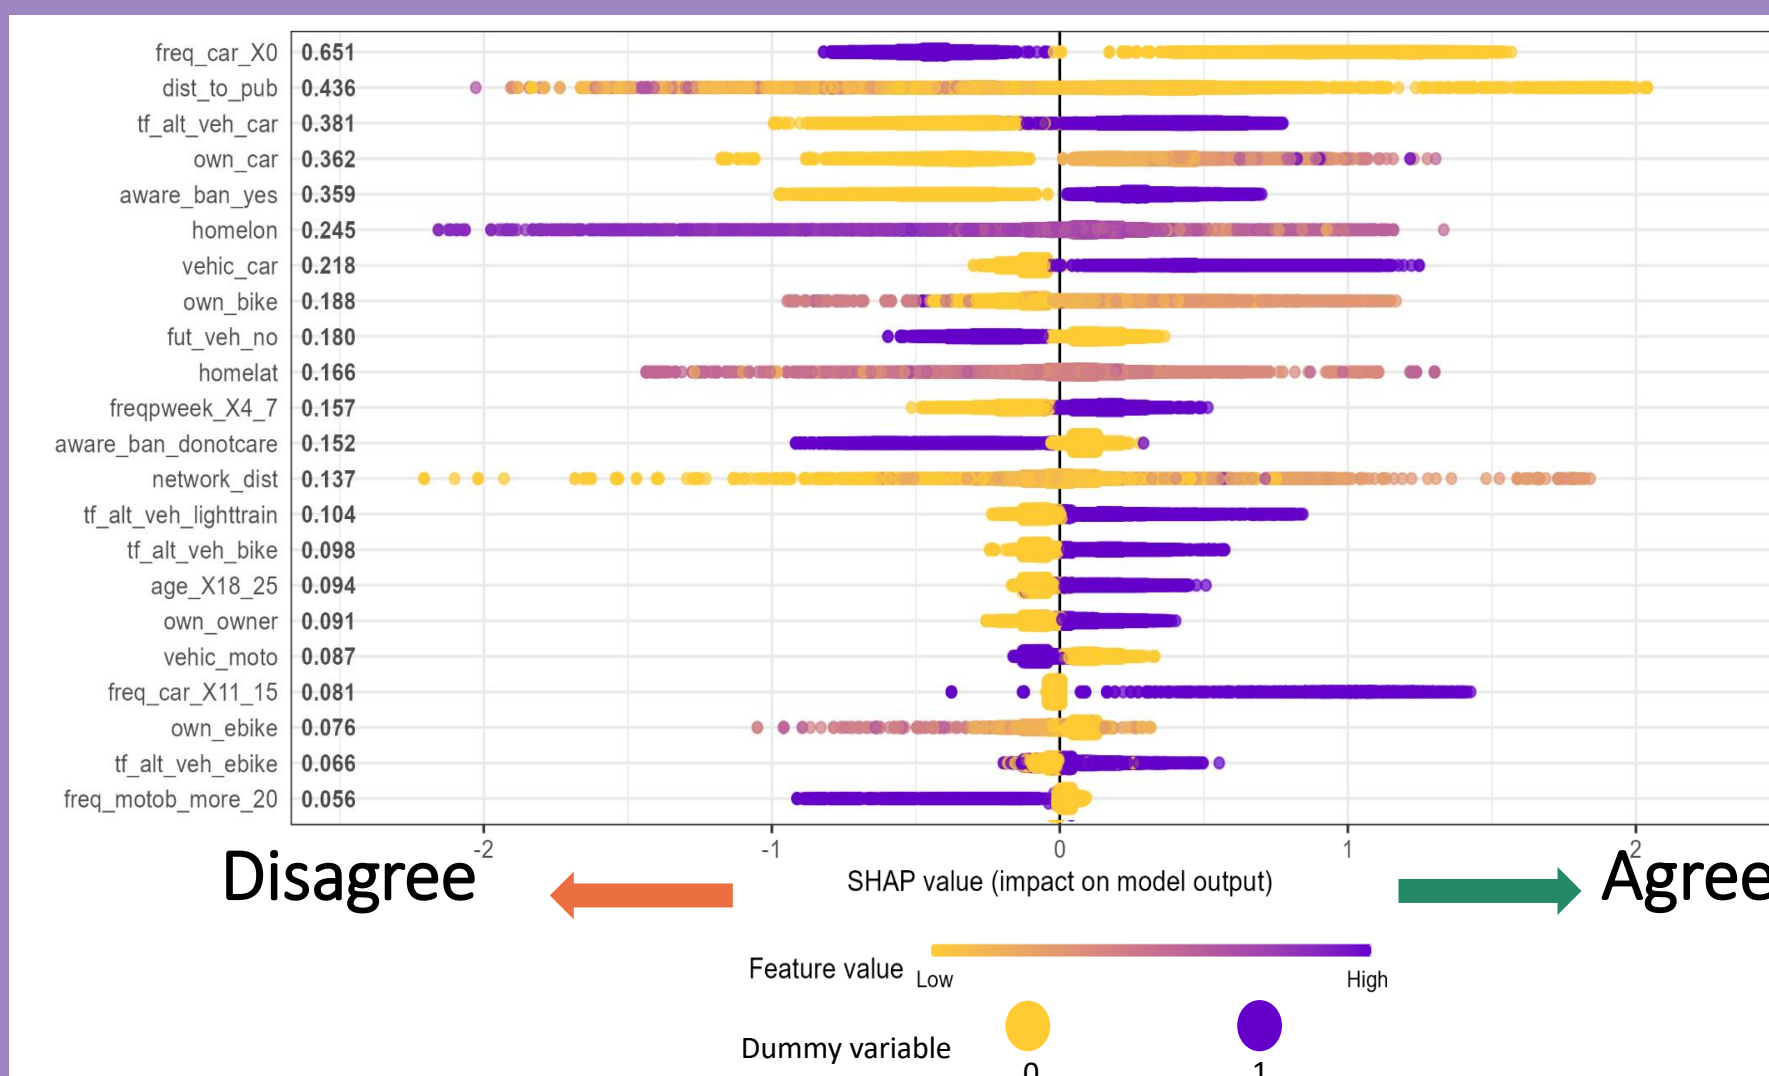 freq_car_X0 0.651
dist_to_pub 0.436
tf_alt_veh_car 0.381
own_car 0.362
aware_ban_yes 0.359
homelon 0.245
vehic_car 0.218
own_bike 0.188
fut_veh_no 0.180
homelat 0.166
freqpweek_X4_7 0.157
aware_ban_donotcare 0.152
network_dist 0.137
tf_alt_veh_lighttrain 0.104
tf_alt_veh_bike 0.098
age_X18_25 0.094
own_owner 0.091
vehic_moto 0.087
freq_car_X11_15 0.081
own_ebike 0.076
tf_alt_veh_ebike 0.066
freq_motob_more_20 0.056
-2 -1 0 1 2
Disagree SHAP value (impact on model output) Agree
Feature value Low High
Dummy variable
0 1